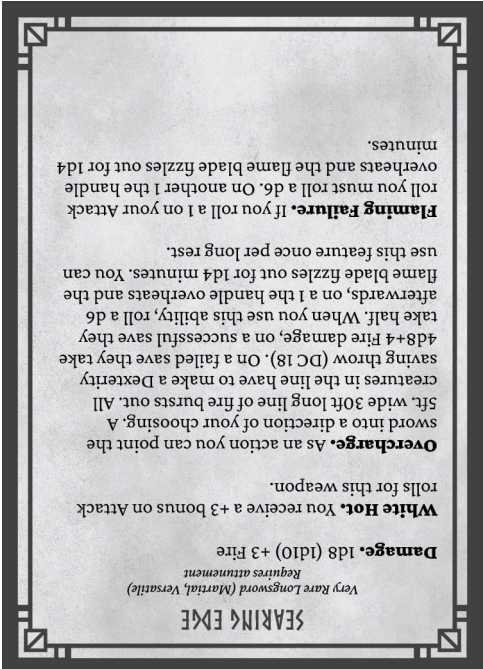 SEARING EDGE
Very Rare Longsword (Martial, Versatile)
Requires attunement
Damage. 1d8 (1d10) +3 Fire
White Hot. You receive a +3 bonus on Attack
rolls for this weapon.
Overcharge. As an action you can point the
sword into a direction of your choosing. A
5ft. wide 30ft long line of fire bursts out. All
creatures in the line have to make a Dexterity
saving throw (DC 18). On a failed save they take
4d8+4 Fire damage, on a successful save they
take half. When you use this ability, roll a d6
afterwards, on a 1 the handle overheats and the
flame blade fizzles out for 1d4 minutes. You can
use this feature once per long rest.
Flaming Failure. If you roll a 1 on your Attack
roll you must roll a d6. On another 1 the handle
overheats and the flame blade fizzles out for 1d4
minutes.